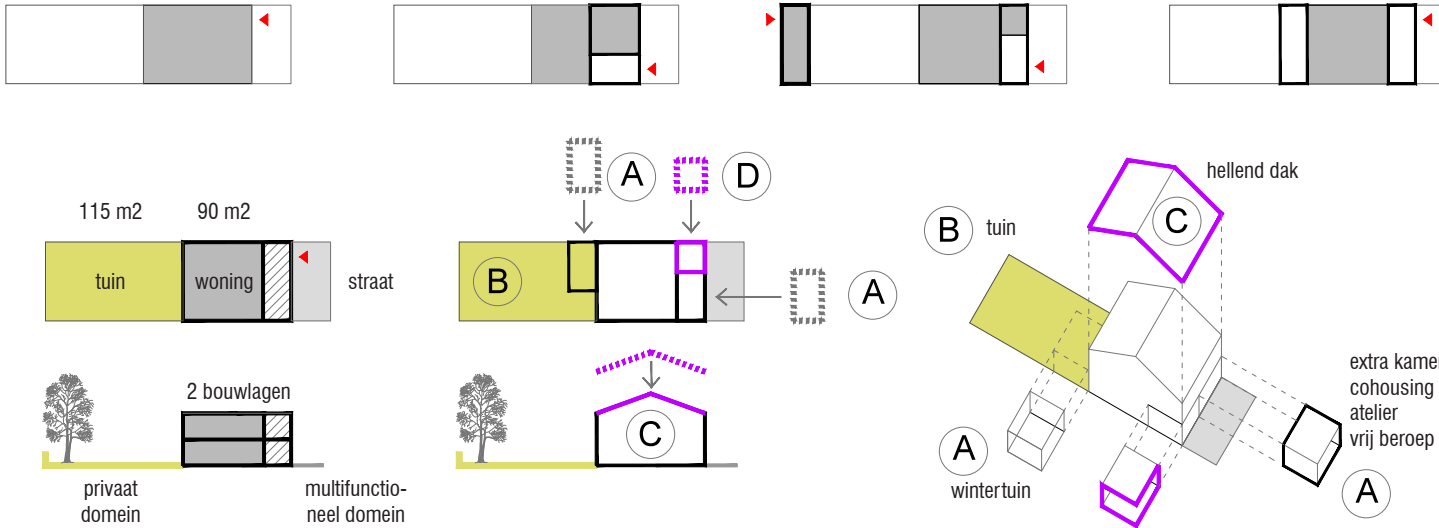 115 m2
90 m2
tuin
woning
straat
2 bouwlagen
privaat
domein
multifunctio-
neel domein
A
D
B
A
C
hellend dak
C
B
tuin
A
wintertuin
extra kamer
cohousing
atelier
vrij beroep
A